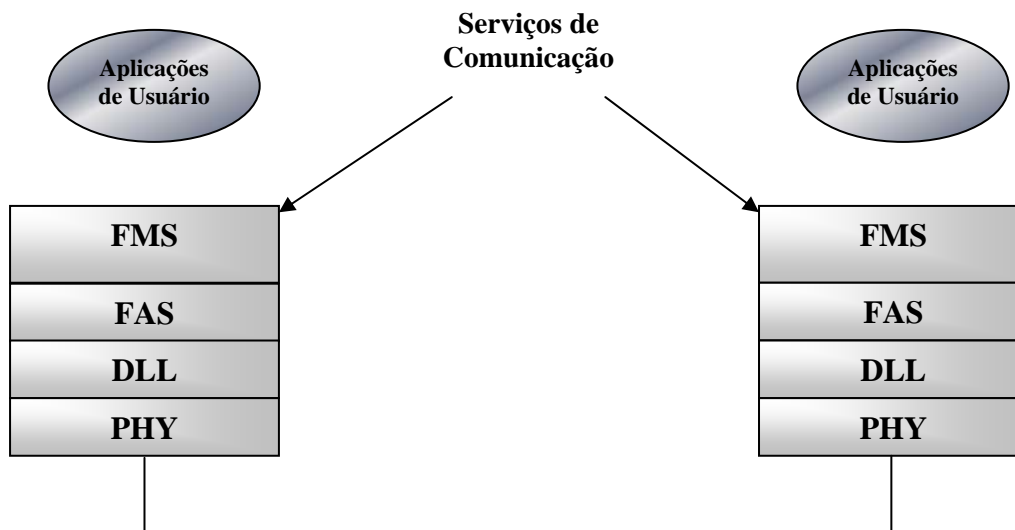 Serviços de
Comunicação
Aplicações
de Usuário
Aplicações
de Usuário
FMS
FAS
DLL
PHY
FMS
FAS
DLL
PHY